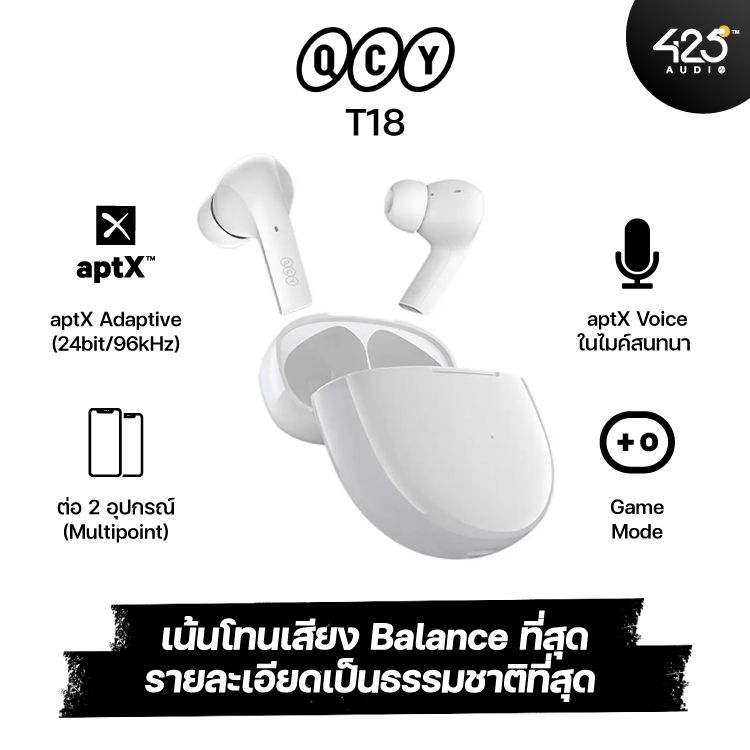 QCY
T18
425™
AUDIO
aptX™
aptX Adaptive
(24bit/96kHz)
aptX Voice
ในไมค์สนทนา
QCY
ต่อ 2 อุปกรณ์
(Multipoint)
Game
Mode
เน้นโทนเสียง Balance ที่สุด
รายละเอียดเป็นธรรมชาติที่สุด